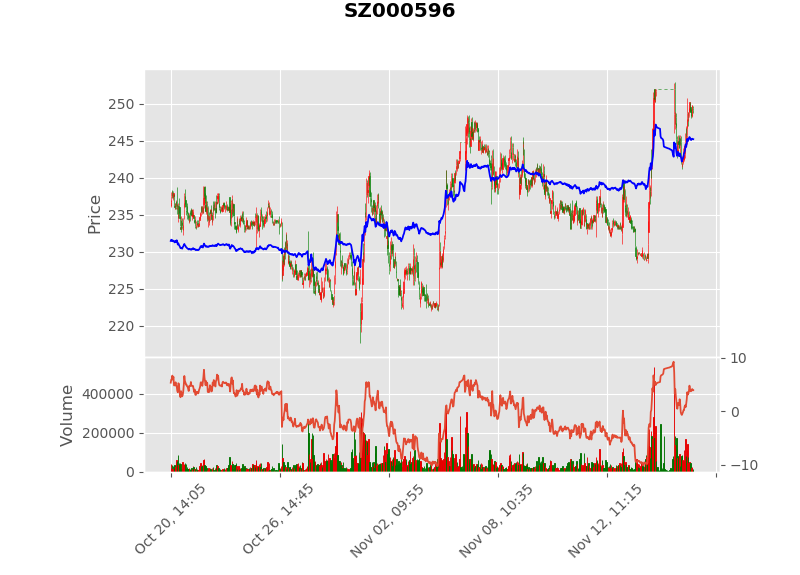 SZ000596
Price
250
245
240
235
230
225
220
Volume
400000
200000
0
10
0
−10
Oct 20, 14:05
Oct 26, 14:45
Nov 02, 09:55
Nov 08, 10:35
Nov 12, 11:15